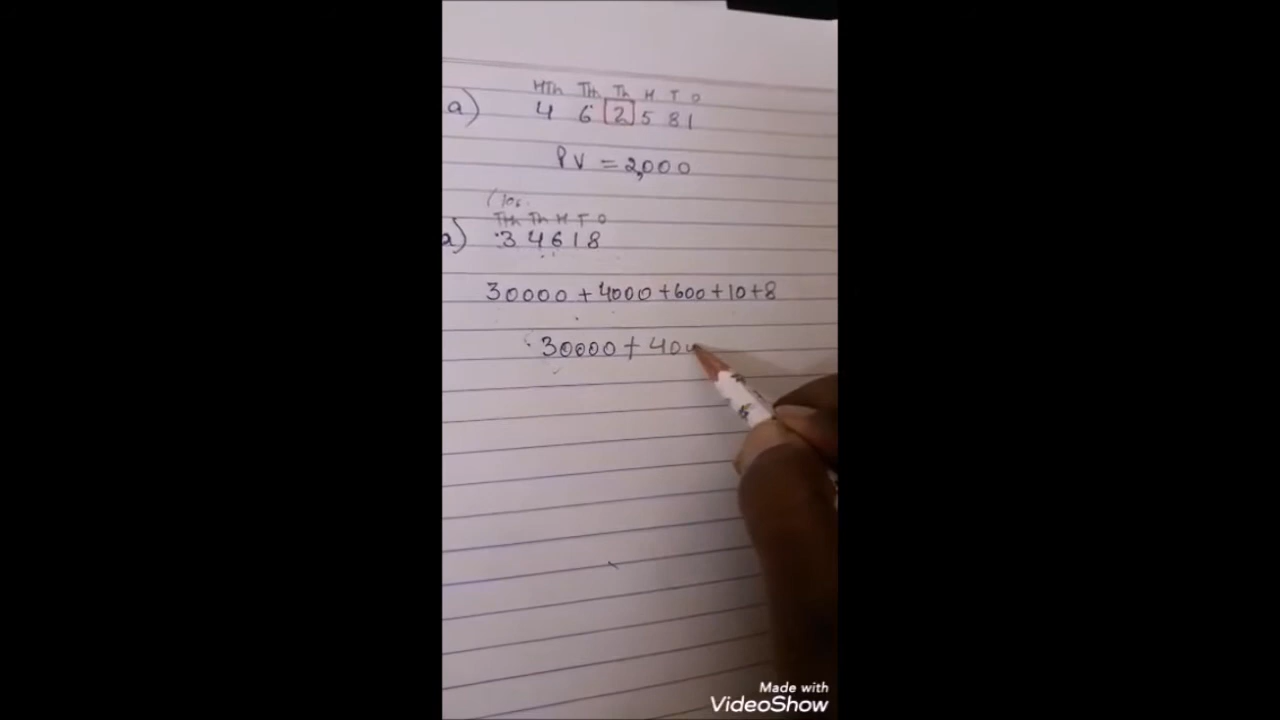 HTh TTh Th H T O
a) 4 6 2 5 8 1
PV = 2,000
TTh Th H T O
a) 3 4 6 1 8
30000 + 4000 + 600 + 10 + 8
30000 + 40
Made with
VideoShow